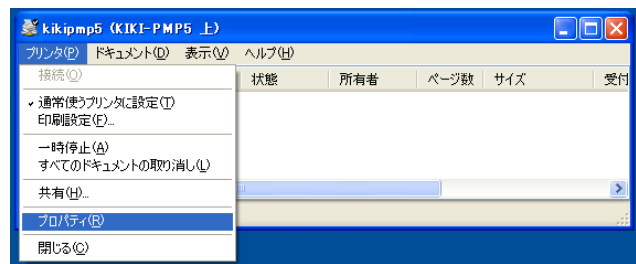 kikipmp5 (KIKI-PMP5 上)
プリンタ(P) ドキュメント(D) 表示(V) ヘルプ(H)
状態 所有者 ページ数 サイズ 受付
接続(O)
通常使うプリンタに設定(T)
印刷設定(F)...
一時停止(A)
すべてのドキュメントの取り消し(L)
共有(H)...
プロパティ(R)
閉じる(C)